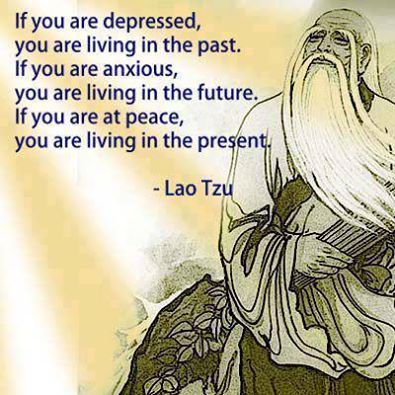 If you are depressed,
you are living in the past.
If you are anxious,
you are living in the future.
If you are at peace,
you are living in the present.
- Lao Tzu